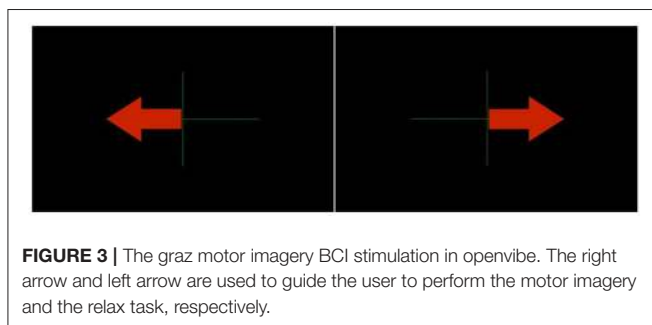 FIGURE 3 | The graz motor imagery BCI stimulation in openvibe. The right
arrow and left arrow are used to guide the user to perform the motor imagery
and the relax task, respectively.